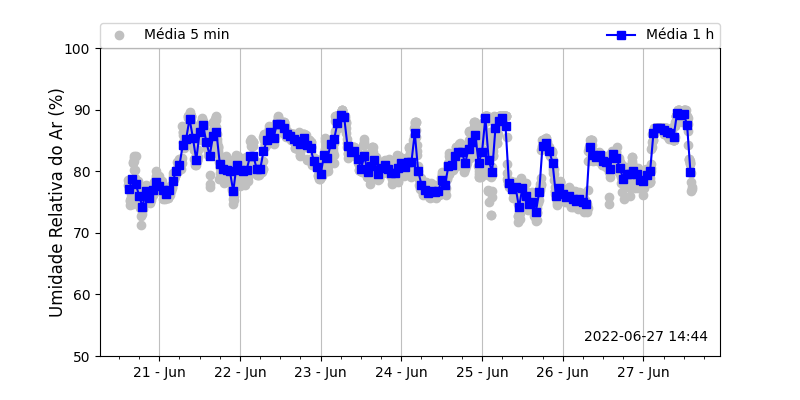 Média 5 min
Média 1 h
Umidade Relativa do Ar (%)
100
90
80
70
60
50
2022-06-27 14:44
21 - Jun
22 - Jun
23 - Jun
24 - Jun
25 - Jun
26 - Jun
27 - Jun